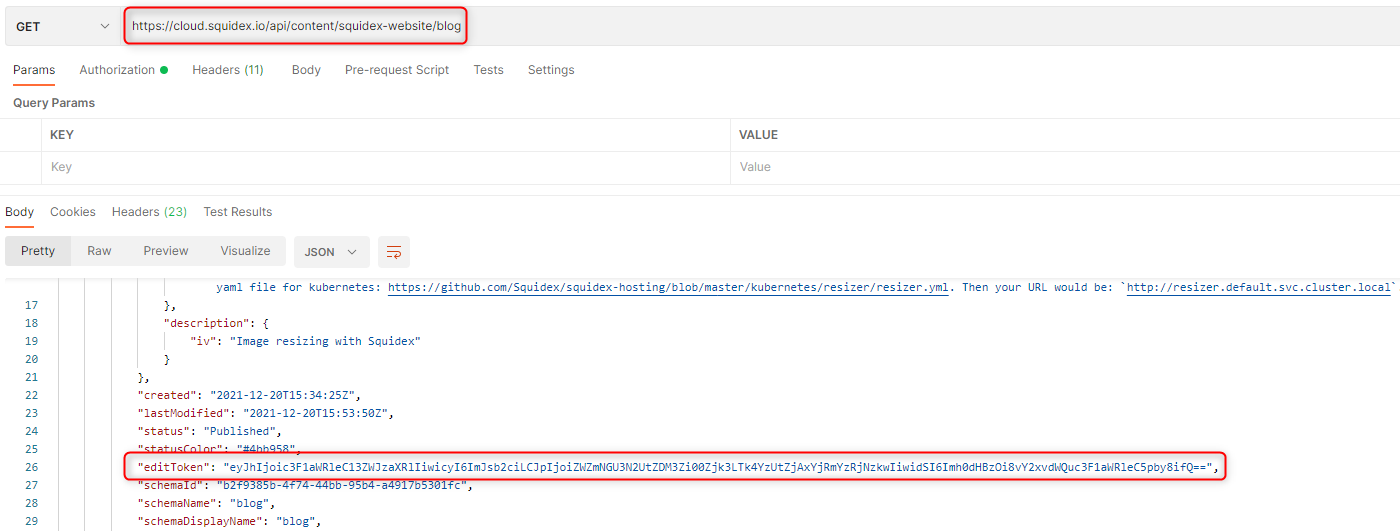 GET https://cloud.squidex.io/api/content/squidex-website/blog
Params Authorization Headers (11) Body Pre-request Script Tests Settings
Query Params
KEY VALUE
Key Value
Body Cookies Headers (23) Test Results
Pretty Raw Preview Visualize JSON
yaml file for kubernetes: https://github.com/Squidex/squidex-hosting/blob/master/kubernetes/resizer/resizer.yml. Then your URL would be: `http://resizer.default.svc.cluster.local`
17 },
18 "description": {
19 "iv": "Image resizing with Squidex"
20 }
21 },
22 "created": "2021-12-20T15:34:25Z",
23 "lastModified": "2021-12-20T15:53:50Z",
24 "status": "Published",
25 "statusColor": "#4bb958",
26 "editToken": "eyJhIjoic3F1aWRleC13ZWJzaXRlIiwicyI6ImJsb2ciLCJpIjoiZWZmNGU3N2UtZDM3Zi00Zjk3LTk4YzUtZjAxYjRmYzRjNzkwIiwidSI6Imh0dHBzOi8vY2xvdWQuc3F1aWRleC5pby8ifQ==",
27 "schemaId": "b2f9385b-4f74-44bb-95b4-a4917b5301fc",
28 "schemaName": "blog",
29 "schemaDisplayName": "blog",